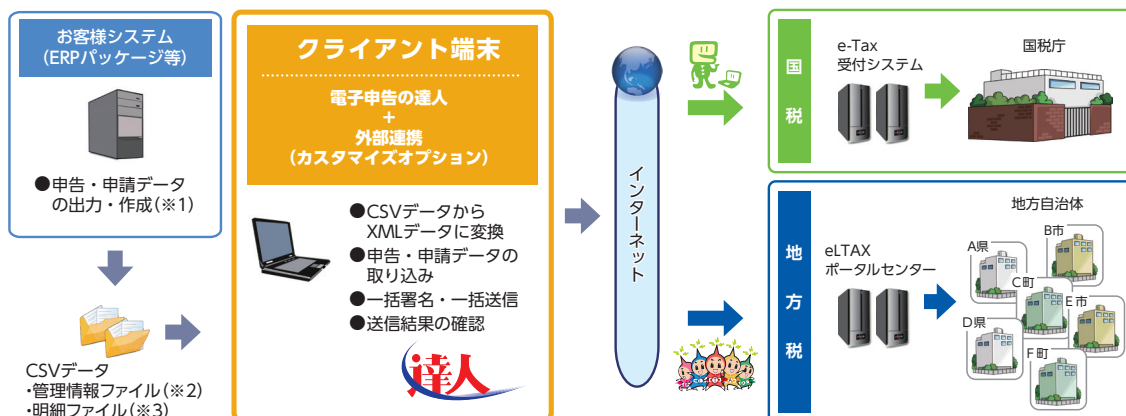 お客様システム
(ERPパッケージ等)
●申告・申請データ
の出力・作成(※1)
CSVデータ
・管理情報ファイル(※2)
・明細ファイル(※3)
クライアント端末
電子申告の達人
+
外部連携
(カスタマイズオプション)
●CSVデータから
XMLデータに変換
●申告・申請データの
取り込み
●一括署名・一括送信
●送信結果の確認
達人
インターネット
国税
e-Tax
受付システム
国税庁
地方税
eLTAX
ポータルセンター
地方自治体
A県
B市
C町
D県
E市
F町